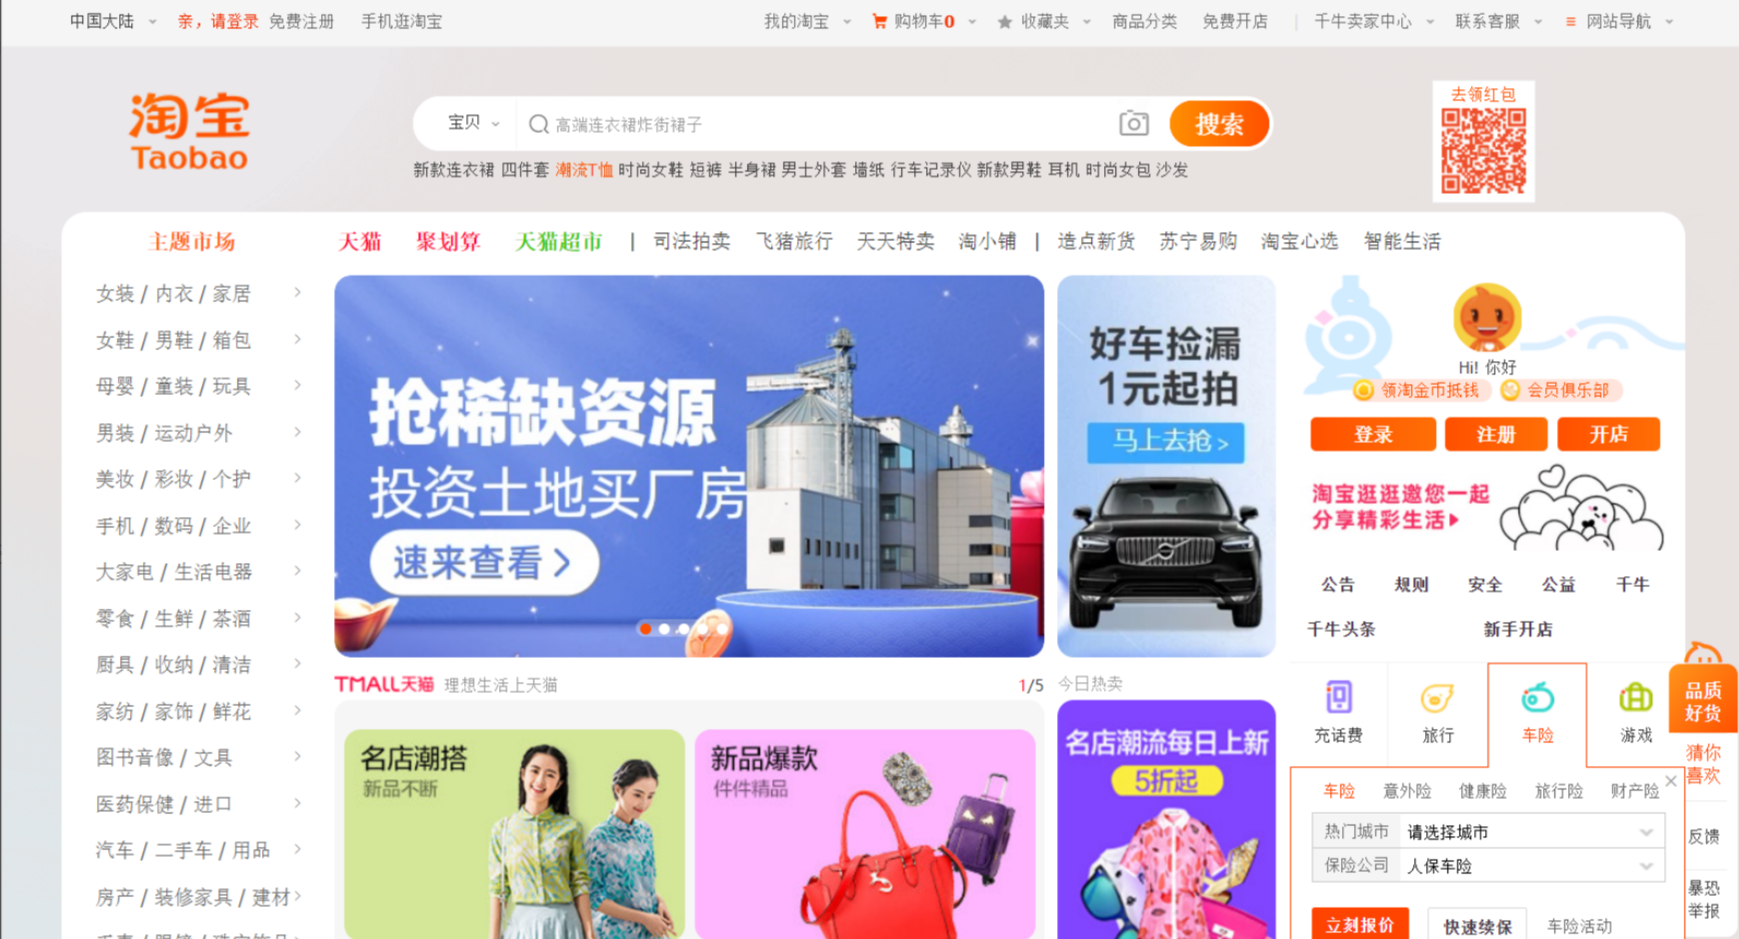 中国大陆 亲，请登录 免费注册 手机逛淘宝 我的淘宝 购物车0 收藏夹 商品分类 免费开店 | 千牛卖家中心 联系客服 网站导航
淘宝
Taobao
宝贝 高端连衣裙炸街裙子 搜索
新款连衣裙 四件套 潮流T恤 时尚女鞋 短裤 半身裙 男士外套 墙纸 行车记录仪 新款男鞋 耳机 时尚女包 沙发
去领红包
主题市场 天猫 聚划算 天猫超市 | 司法拍卖 飞猪旅行 天天特卖 淘小铺 | 造点新货 苏宁易购 淘宝心选 智能生活
女装 / 内衣 / 家居 >
女鞋 / 男鞋 / 箱包 >
母婴 / 童装 / 玩具 >
男装 / 运动户外 >
美妆 / 彩妆 / 个护 >
手机 / 数码 / 企业 >
大家电 / 生活电器 >
零食 / 生鲜 / 茶酒 >
厨具 / 收纳 / 清洁 >
家纺 / 家饰 / 鲜花 >
图书音像 / 文具 >
医药保健 / 进口 >
汽车 / 二手车 / 用品 >
房产 / 装修家具 / 建材 >
抢稀缺资源
投资土地买厂房
速来查看 >
好车捡漏
1元起拍
马上去抢 >
Hi! 你好
领淘金币抵钱 会员俱乐部
登录 注册 开店
淘宝逛逛邀您一起
分享精彩生活
公告 规则 安全 公益 千牛
千牛头条 新手开店
TMALL天猫 理想生活上天猫 1/5
今日热卖
名店潮搭
新品不断
新品爆款
件件精品
名店潮流每日上新
5折起
充话费 旅行 车险 游戏
车险 意外险 健康险 旅行险 财产险
热门城市 请选择城市
保险公司 人保车险
立刻报价 快速续保 车险活动
品质
好货
猜你
喜欢
反馈
暴恐
举报